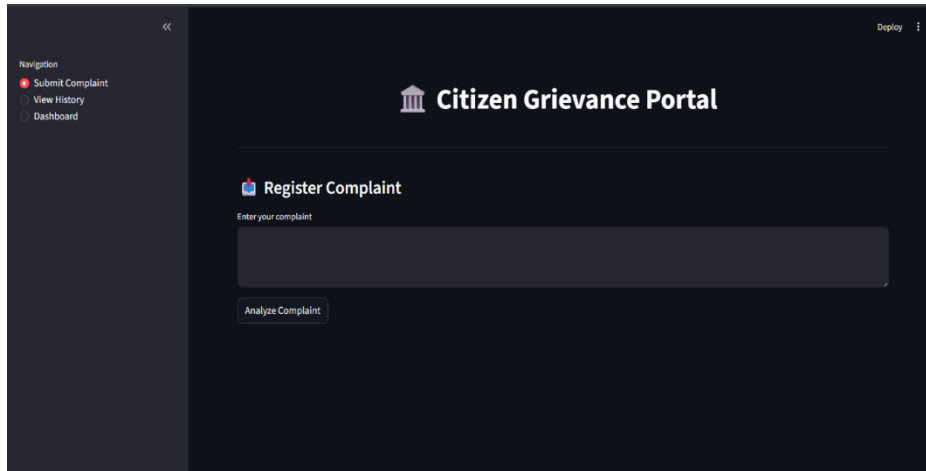 Deploy
Navigation
Submit Complaint
View History
Dashboard
Citizen Grievance Portal
Register Complaint
Enter your complaint
Analyze Complaint